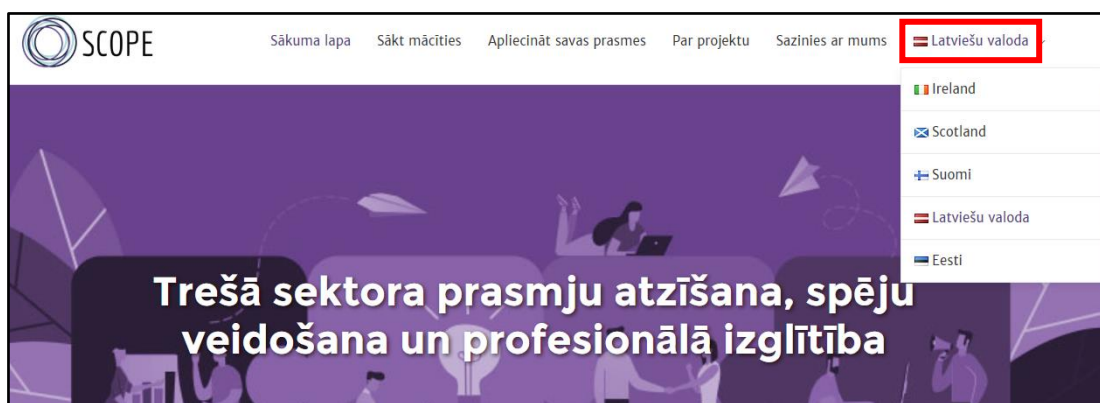 SCOPE
Sākuma lapa Sākt mācīties Apliecināt savas prasmes Par projektu Sazinies ar mums Latviešu valoda
Ireland
Scotland
Suomi
Latviešu valoda
Eesti
Trešā sektora prasmju atzīšana, spēju
veidošana un profesionālā izglītība